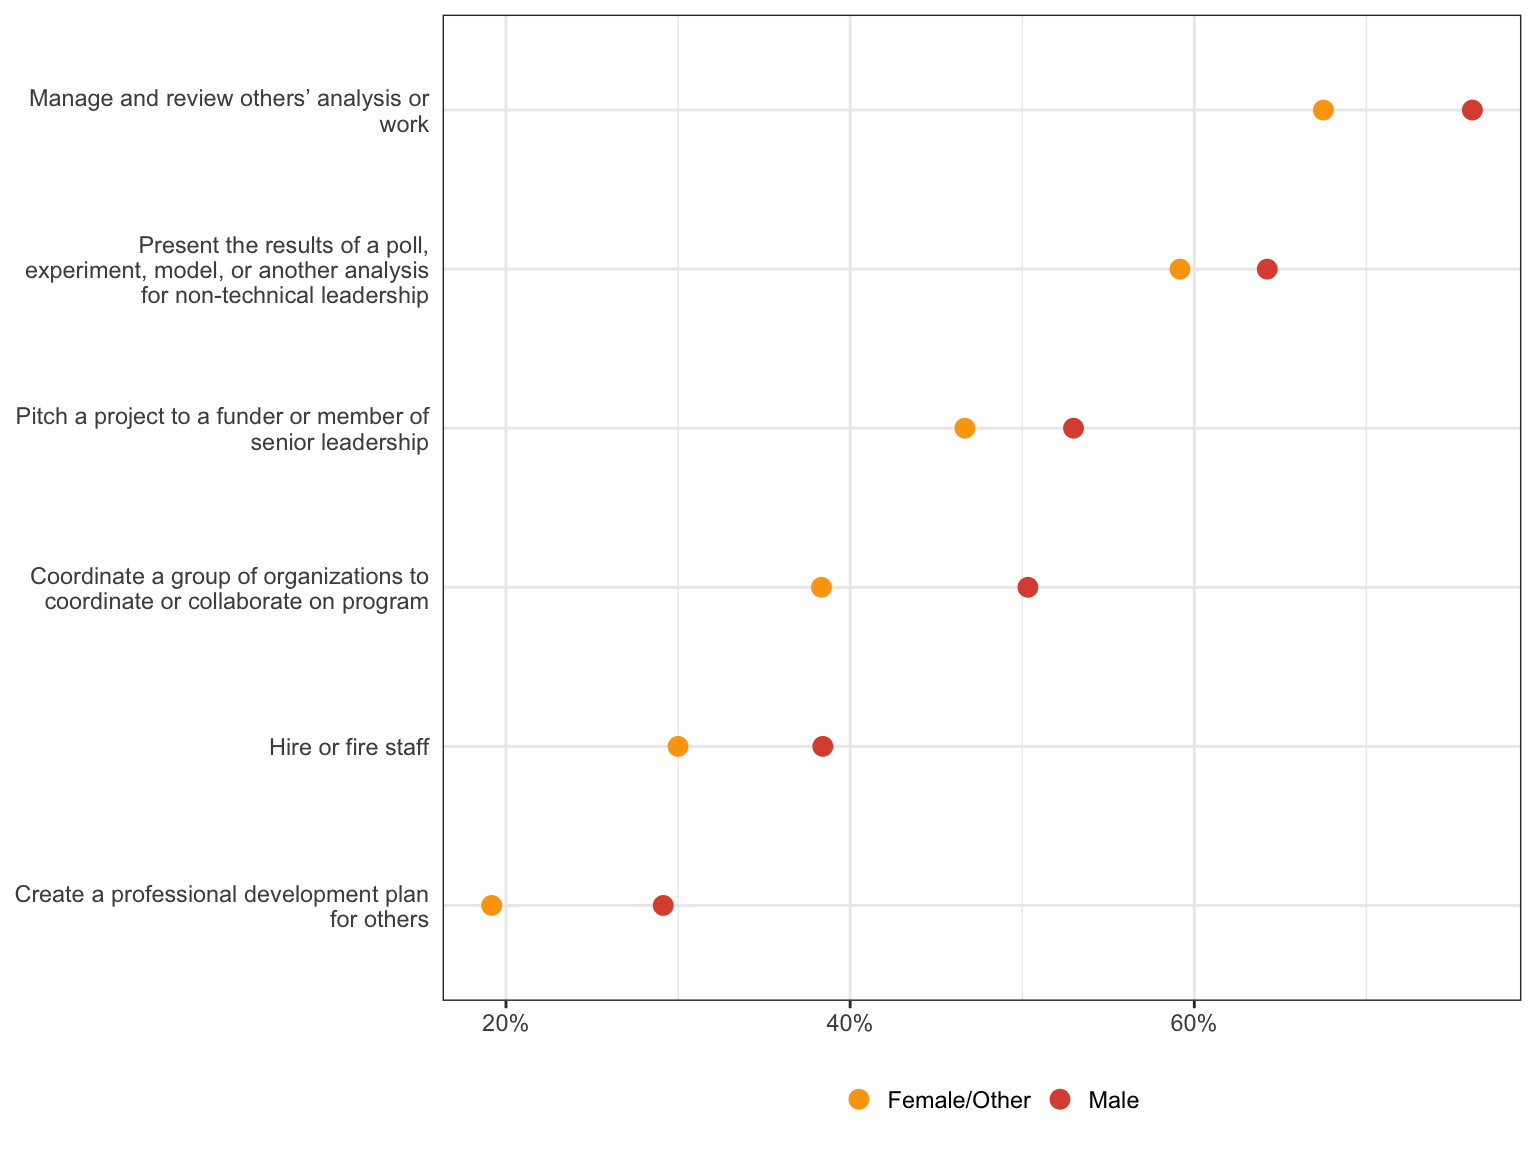 Manage and review others’ analysis or
work
Present the results of a poll,
experiment, model, or another analysis
for non-technical leadership
Pitch a project to a funder or member of
senior leadership
Coordinate a group of organizations to
coordinate or collaborate on program
Hire or fire staff
Create a professional development plan
for others
20% 40% 60%
Female/Other Male